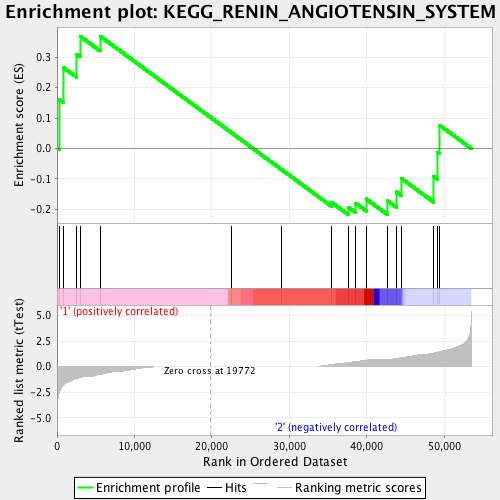 Enrichment plot: KEGG_RENIN_ANGIOTENSIN_SYSTEM
Enrichment score (ES)
0.3
0.2
0.1
0.0
-0.1
-0.2
'1' (positively correlated)
Ranked list metric (tTest)
5.0
2.5
0.0
-2.5
-5.0
Zero cross at 19772
'2' (negatively correlated)
0 10,000 20,000 30,000 40,000 50,000
Rank in Ordered Dataset
Enrichment profile Hits Ranking metric scores